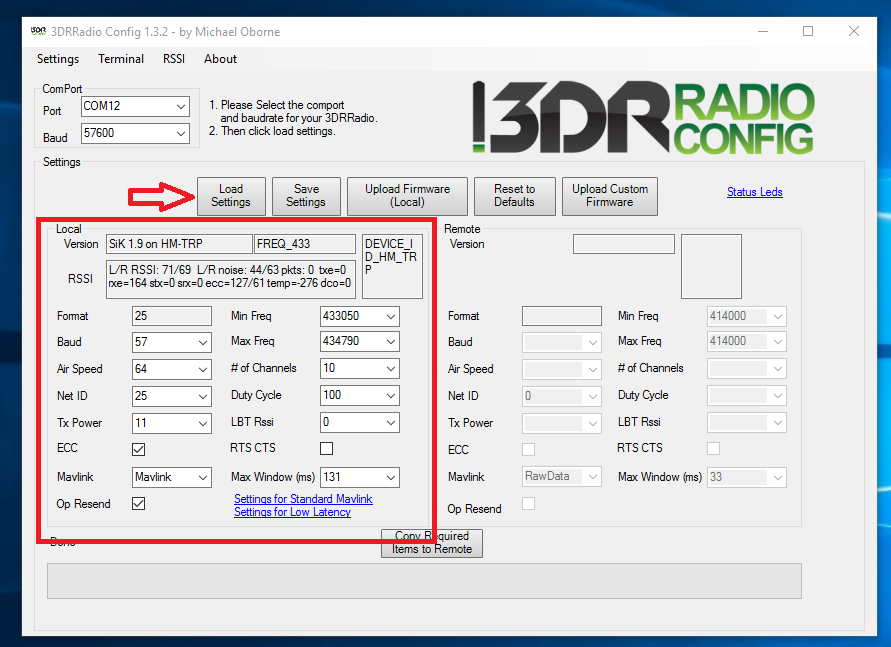 3DR 3DRRadio Config 1.3.2 - by Michael Oborne
Settings Terminal RSSI About
ComPort
Port COM12
Baud 57600
1. Please Select the comport
and baudrate for your 3DRRadio.
2. Then click load settings.
!3DR RADIO
CONFIG
Settings
Load
Settings
Save
Settings
Upload Firmware
(Local)
Reset to
Defaults
Upload Custom
Firmware
Status Leds
Local
Version SiK 1.9 on HM-TRP FREQ_433
DEVICE_I
D_HM_TR
P
RSSI
L/R RSSI: 71/69 L/R noise: 44/63 pkts: 0 txe=0
rxe=164 stx=0 srx=0 ecc=127/61 temp=-276 dco=0
Format 25 Min Freq 433050
Baud 57 Max Freq 434790
Air Speed 64 # of Channels 10
Net ID 25 Duty Cycle 100
Tx Power 11 LBT Rssi 0
ECC RTS CTS
Mavlink Mavlink Max Window (ms) 131
Op Resend
Settings for Standard Mavlink
Settings for Low Latency
Remote
Version
Format Min Freq 414000
Baud Max Freq 414000
Air Speed # of Channels
Net ID 0 Duty Cycle
Tx Power LBT Rssi
ECC RTS CTS
Mavlink RawData Max Window (ms) 33
Op Resend
Done
Copy Required
Items to Remote